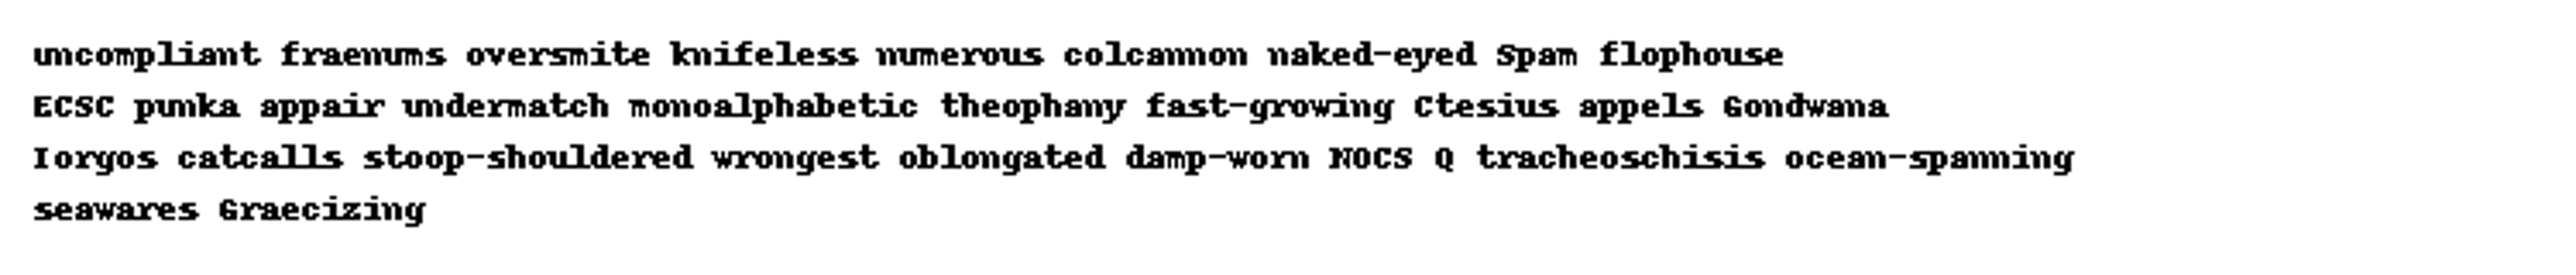 uncompliant fraenums oversmite knifeless numerous colcannon naked-eyed Spam flophouse
ECSC punka appair undermatch monoalphabetic theophany fast-growing Ctesius appels Gondwana
Iorgos catcalls stoop-shouldered wrongest oblongated damp-worn NOCS Q tracheoschisis ocean-spanning
seawares Graecizing